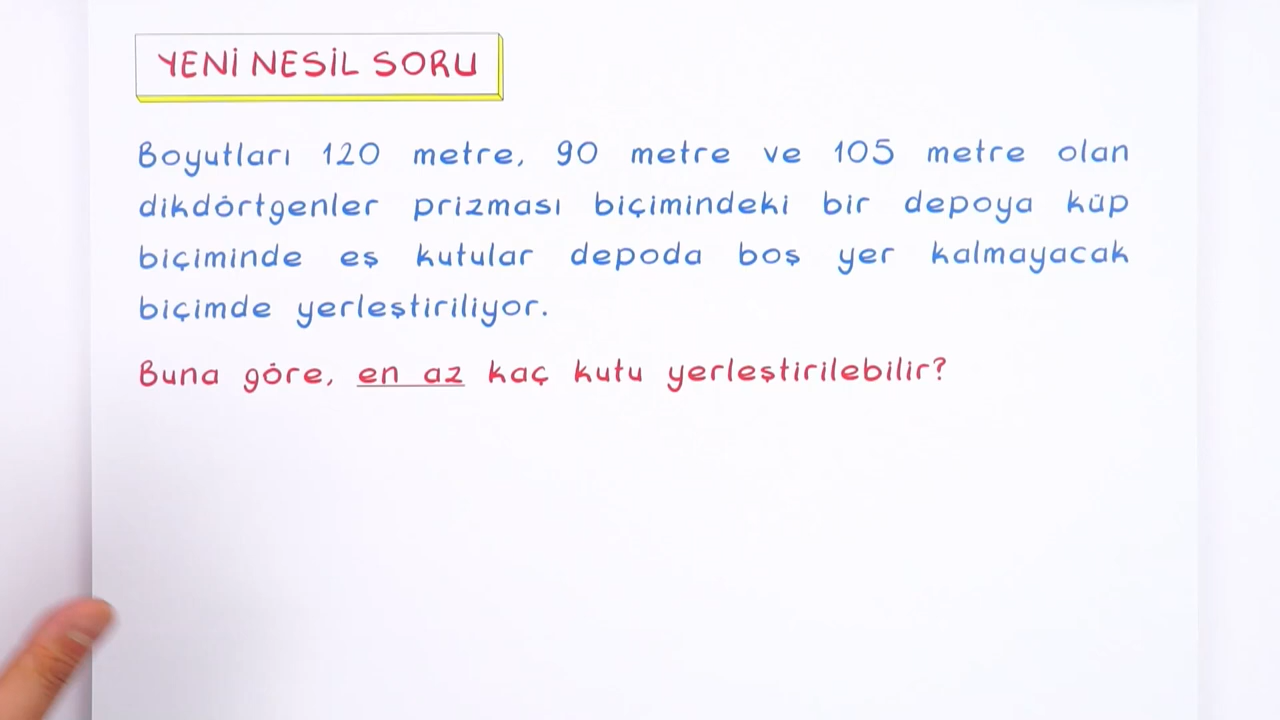 YENİ NESİL SORU
Boyutları 120 metre, 90 metre ve 105 metre olan
dikdörtgenler prizması biçimindeki bir depoya küp
biçiminde eş kutular depoda boş yer kalmayacak
biçimde yerleştiriliyor.
Buna göre, en az kaç kutu yerleştirilebilir?